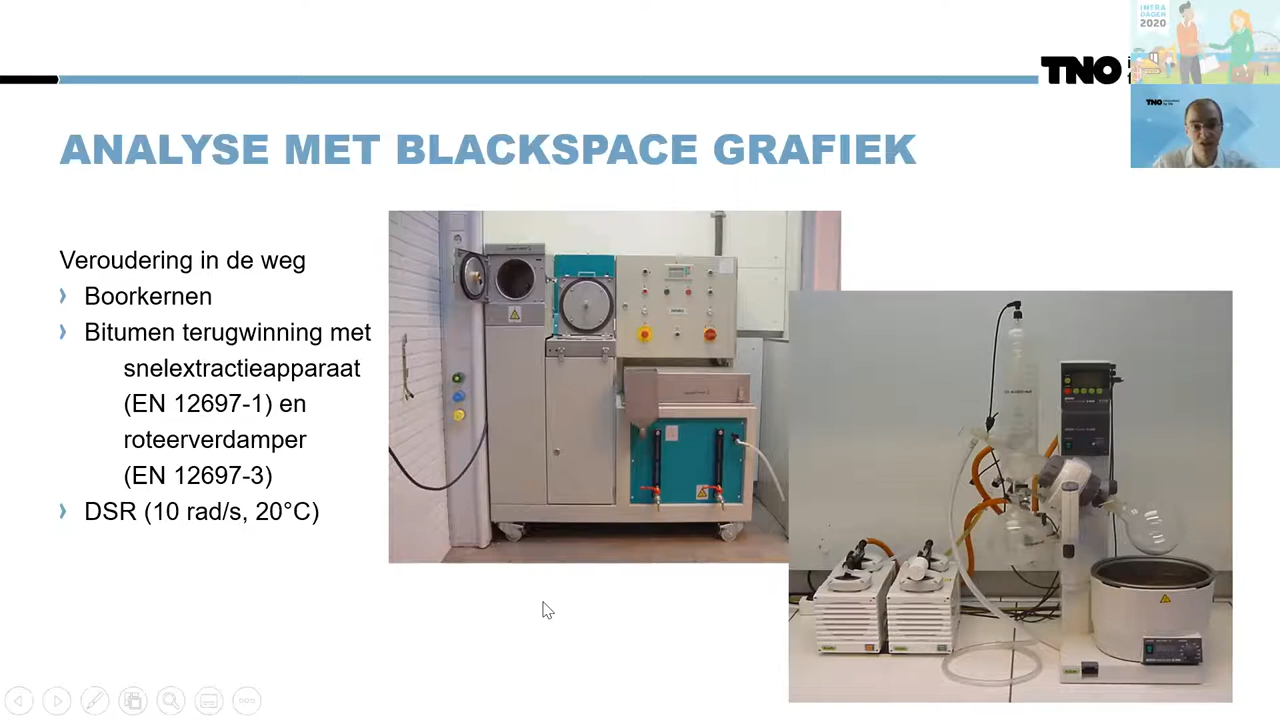 INFRA
DAGEN
2020
TNO
TNO
ANALYSE MET BLACKSPACE GRAFIEK
Veroudering in de weg
Boorkernen
Bitumen terugwinning met
snelextractieapparaat
(EN 12697-1) en
roteerverdamper
(EN 12697-3)
DSR (10 rad/s, 20°C)